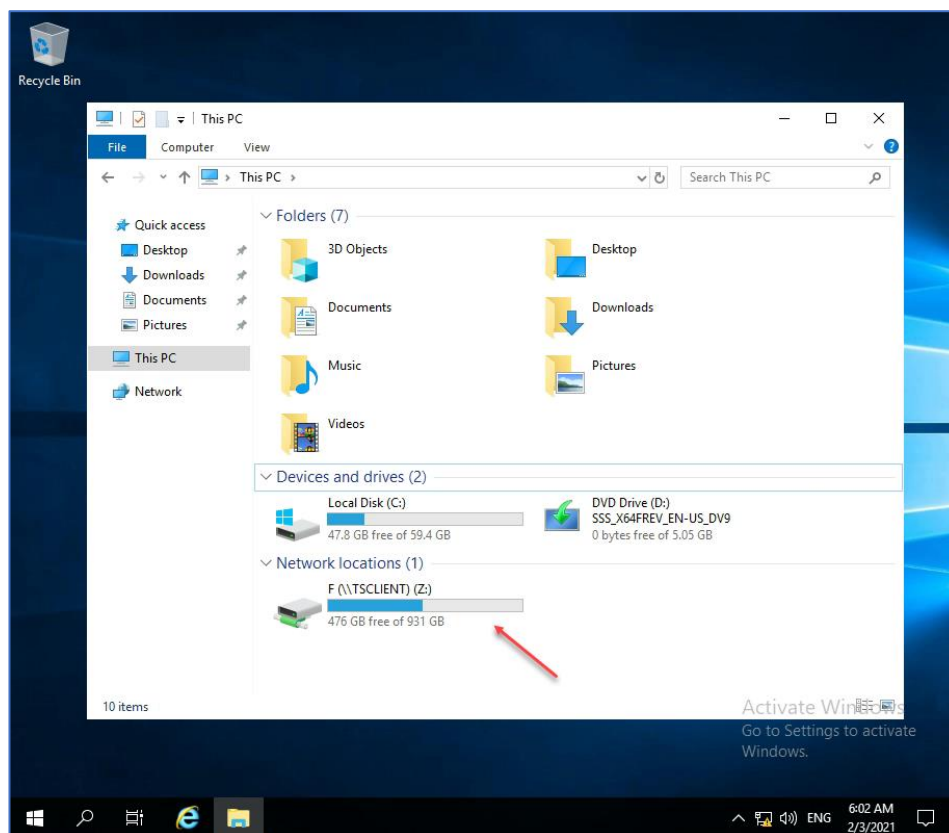 Recycle Bin
This PC
File Computer View
This PC
Search This PC
Quick access
Desktop
Downloads
Documents
Pictures
This PC
Network
Folders (7)
3D Objects
Desktop
Documents
Downloads
Music
Pictures
Videos
Devices and drives (2)
Local Disk (C:)
47.8 GB free of 59.4 GB
DVD Drive (D:)
SSS_X64FREV_EN-US_DV9
0 bytes free of 5.05 GB
Network locations (1)
F (\\TSCLIENT) (Z:)
476 GB free of 931 GB
10 items
Activate Windows
Go to Settings to activate
Windows.
ENG
6:02 AM
2/3/2021